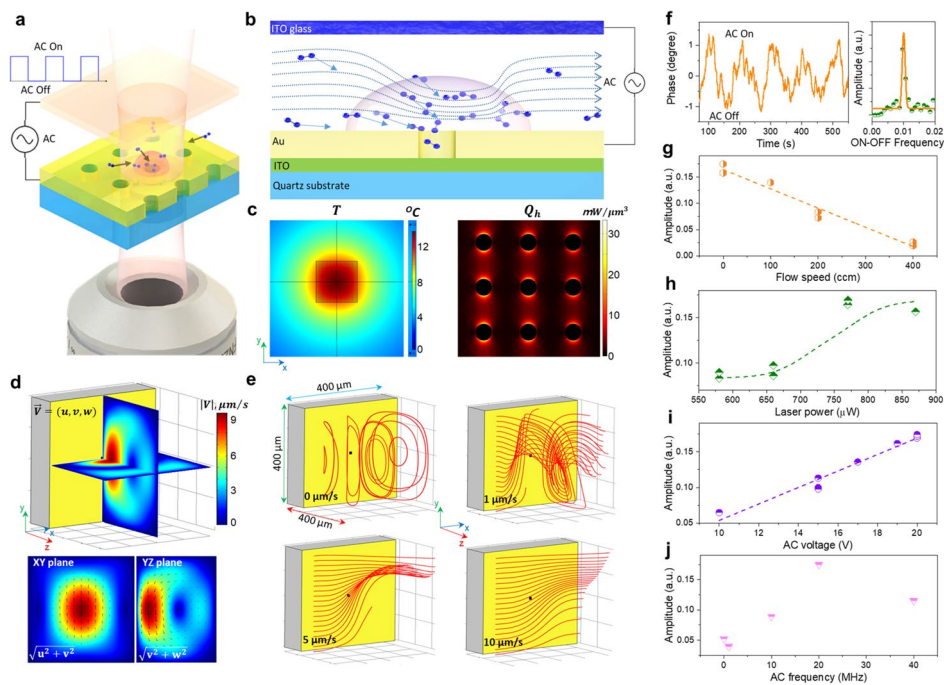 a
AC On
AC Off
AC
b
ITO glass
AC
Au
ITO
Quartz substrate
c
T
°C
12
8
4
0
y
x
Q_h
mW/μm³
30
20
10
0
d
V⃗ = (u, v, w)
|V|, μm/s
9
6
3
0
y
x
z
XY plane
√u² + v²
YZ plane
√v² + w²
e
400 μm
400 μm
400 μm
0 μm/s
1 μm/s
y
x
z
5 μm/s
10 μm/s
f
Phase (degree)
1
0
-1
AC On
AC Off
100 200 300 400 500
Time (s)
Amplitude (a.u.)
0.00 0.01 0.02
ON-OFF Frequency
g
Amplitude (a.u.)
0.15
0.10
0.05
0.00
0 100 200 300 400
Flow speed (ccm)
h
Amplitude (a.u.)
0.15
0.10
550 600 650 700 750 800 850 900
Laser power (μW)
i
Amplitude (a.u.)
0.20
0.15
0.10
0.05
10 12 14 16 18 20
AC voltage (V)
j
Amplitude (a.u.)
0.15
0.10
0.05
0 10 20 30 40
AC frequency (MHz)